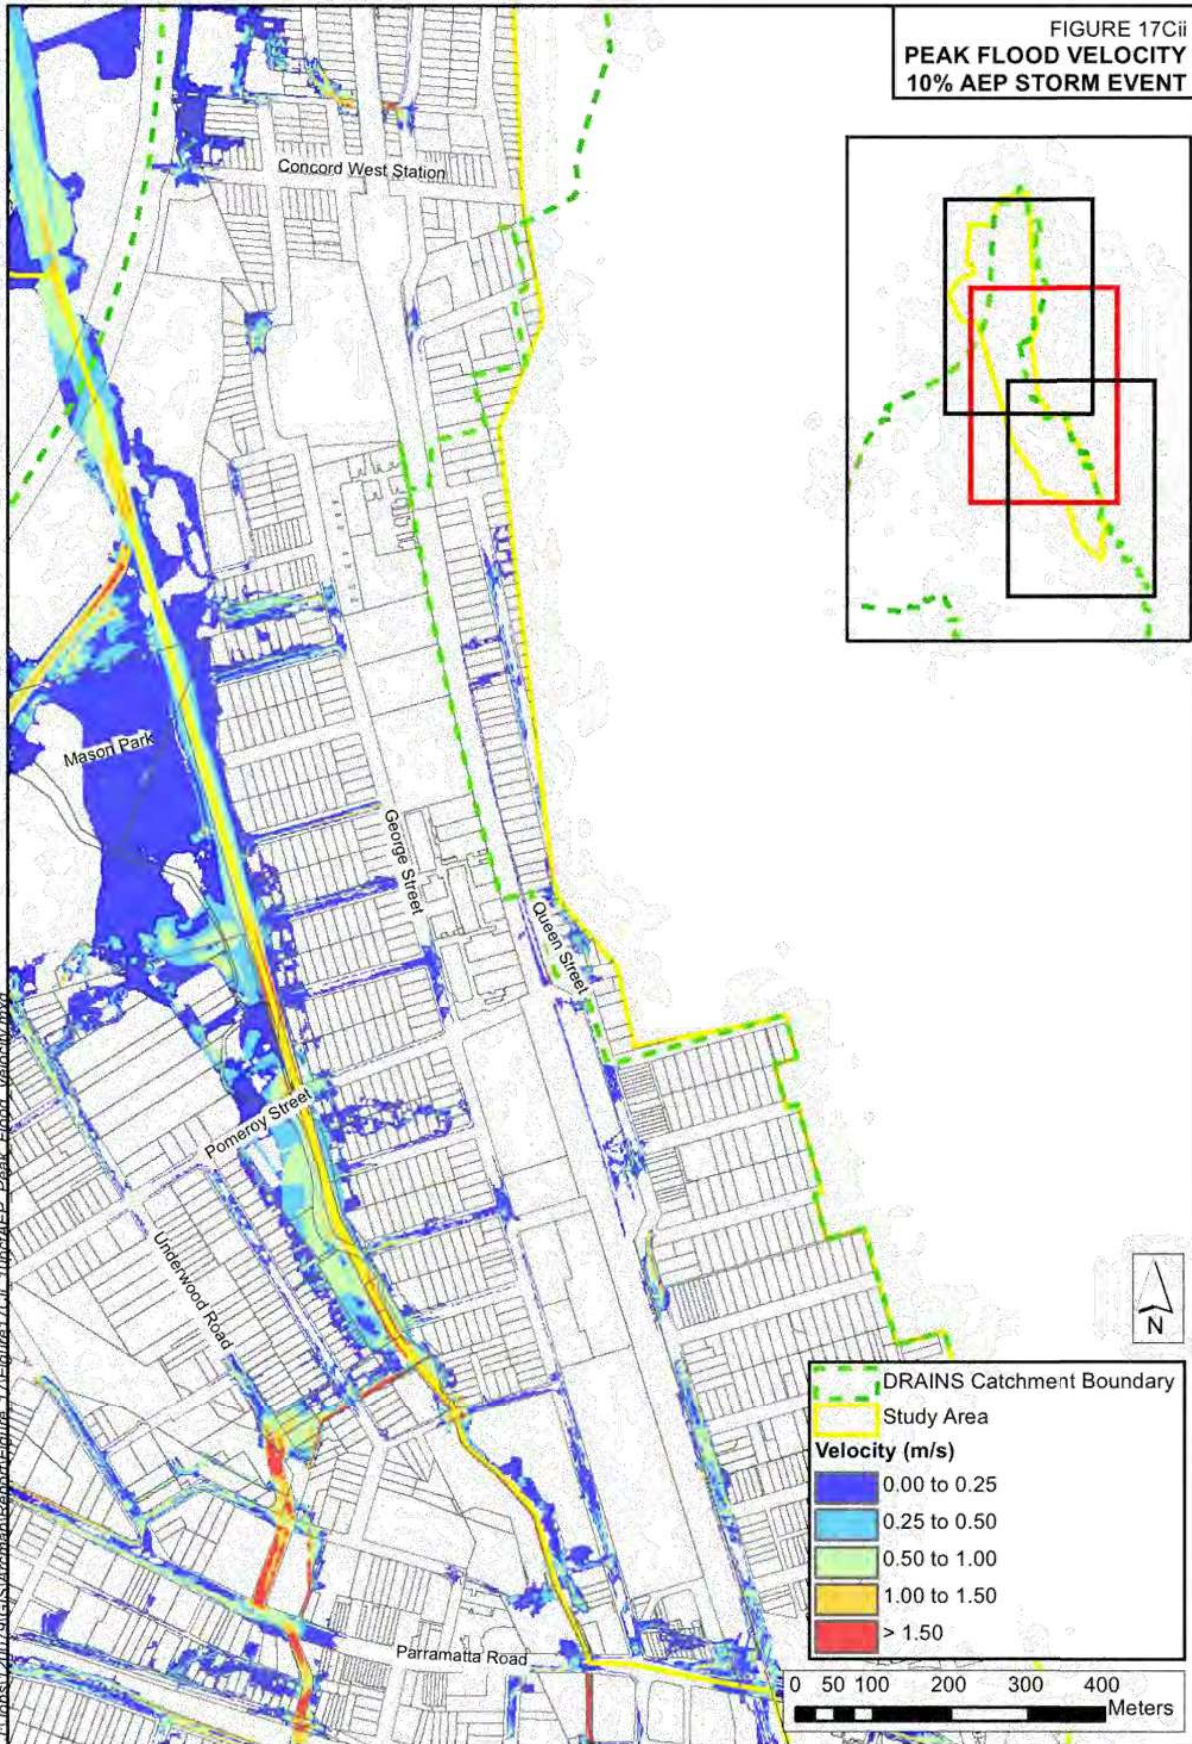 FIGURE 17Cii
PEAK FLOOD VELOCITY
10% AEP STORM EVENT
Concord West Station
Mason Park
George Street
Queen Street
Pomeroy Street
Underwood Road
Parramatta Road
N
DRAINS Catchment Boundary
Study Area
Velocity (m/s)
0.00 to 0.25
0.25 to 0.50
0.50 to 1.00
1.00 to 1.50
> 1.50
0 50 100 200 300 400
Meters